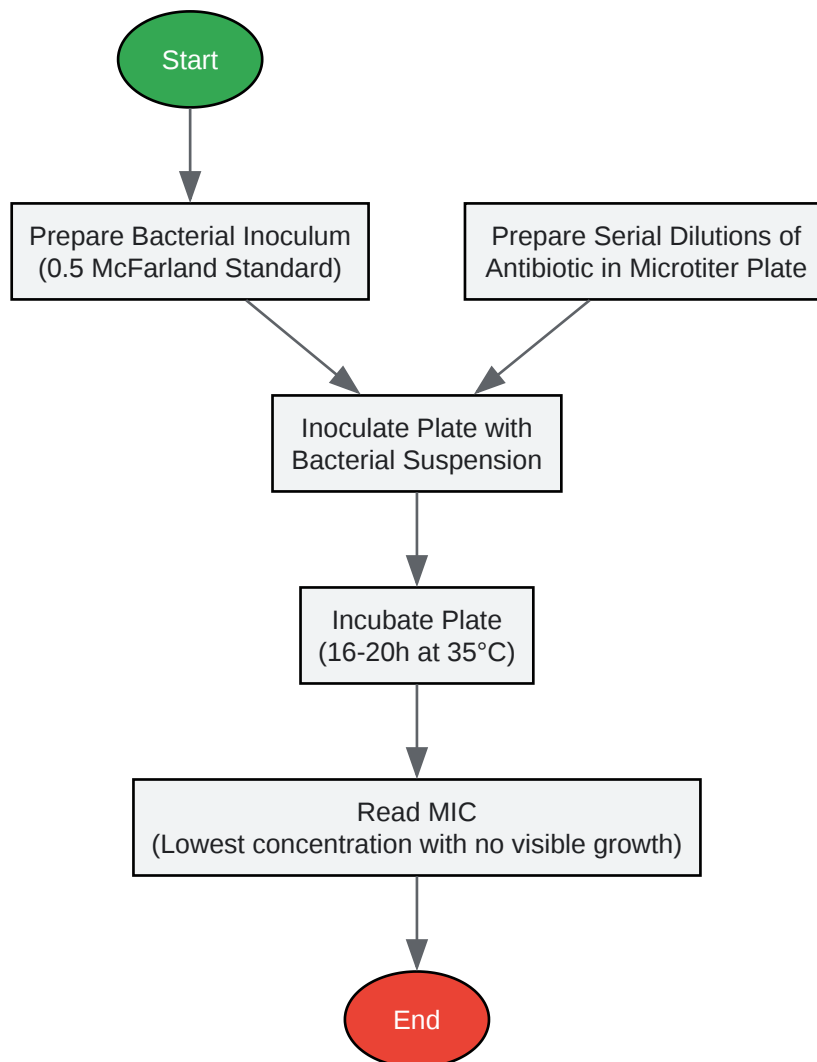 Start
Prepare Bacterial Inoculum
(0.5 McFarland Standard)
Prepare Serial Dilutions of
Antibiotic in Microtiter Plate
Inoculate Plate with
Bacterial Suspension
Incubate Plate
(16-20h at 35°C)
Read MIC
(Lowest concentration with no visible growth)
End